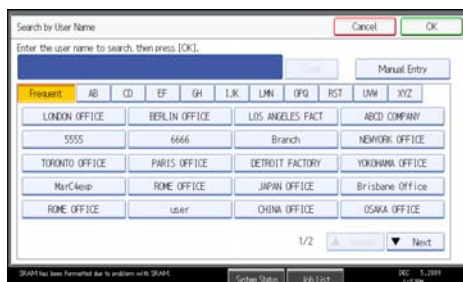 Search by User Name Cancel OK
Enter the user name to search, then press [OK].
Manual Entry
Frequent AB CD EF GH IJK LMN OPQ RST UVW XYZ
LONDON OFFICE BERLIN OFFICE LOS ANGELES FACT ABCD COMPANY
5555 6666 Branch NEWYORK OFFICE
TORONTO OFFICE PARIS OFFICE DETROIT FACTORY YOKOHAMA OFFICE
MarC4exp ROME OFFICE JAPAN OFFICE Brisbane Office
ROME OFFICE user CHINA OFFICE OSAKA OFFICE
1/2 ▲ ▼ Next
SRAM has been formatted due to problem with SRAM. System Status Job List DEC 5,2009